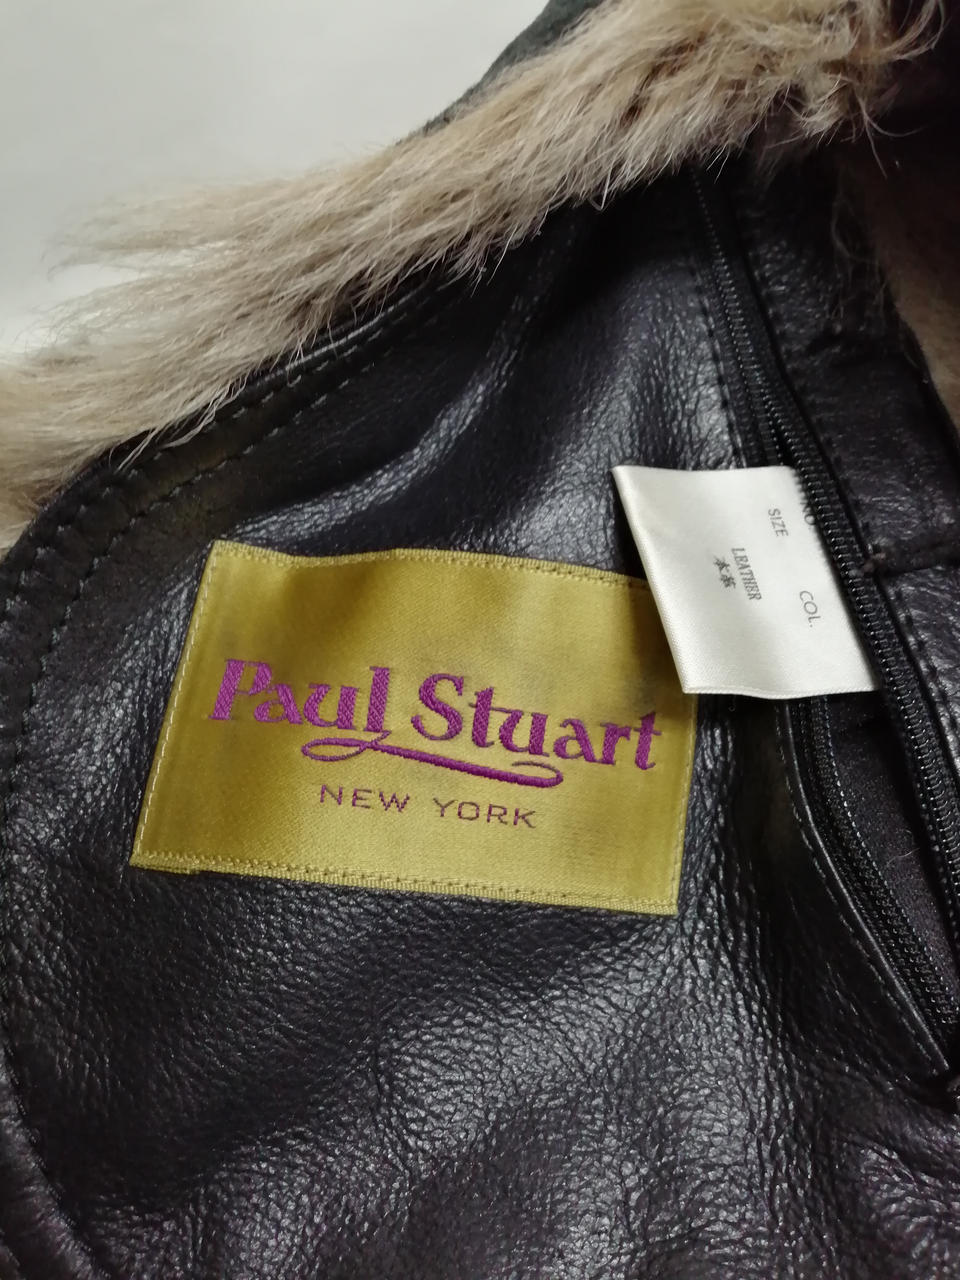 Paul Stuart
NEW YORK
SIZE
COL.
LEATHER
本革